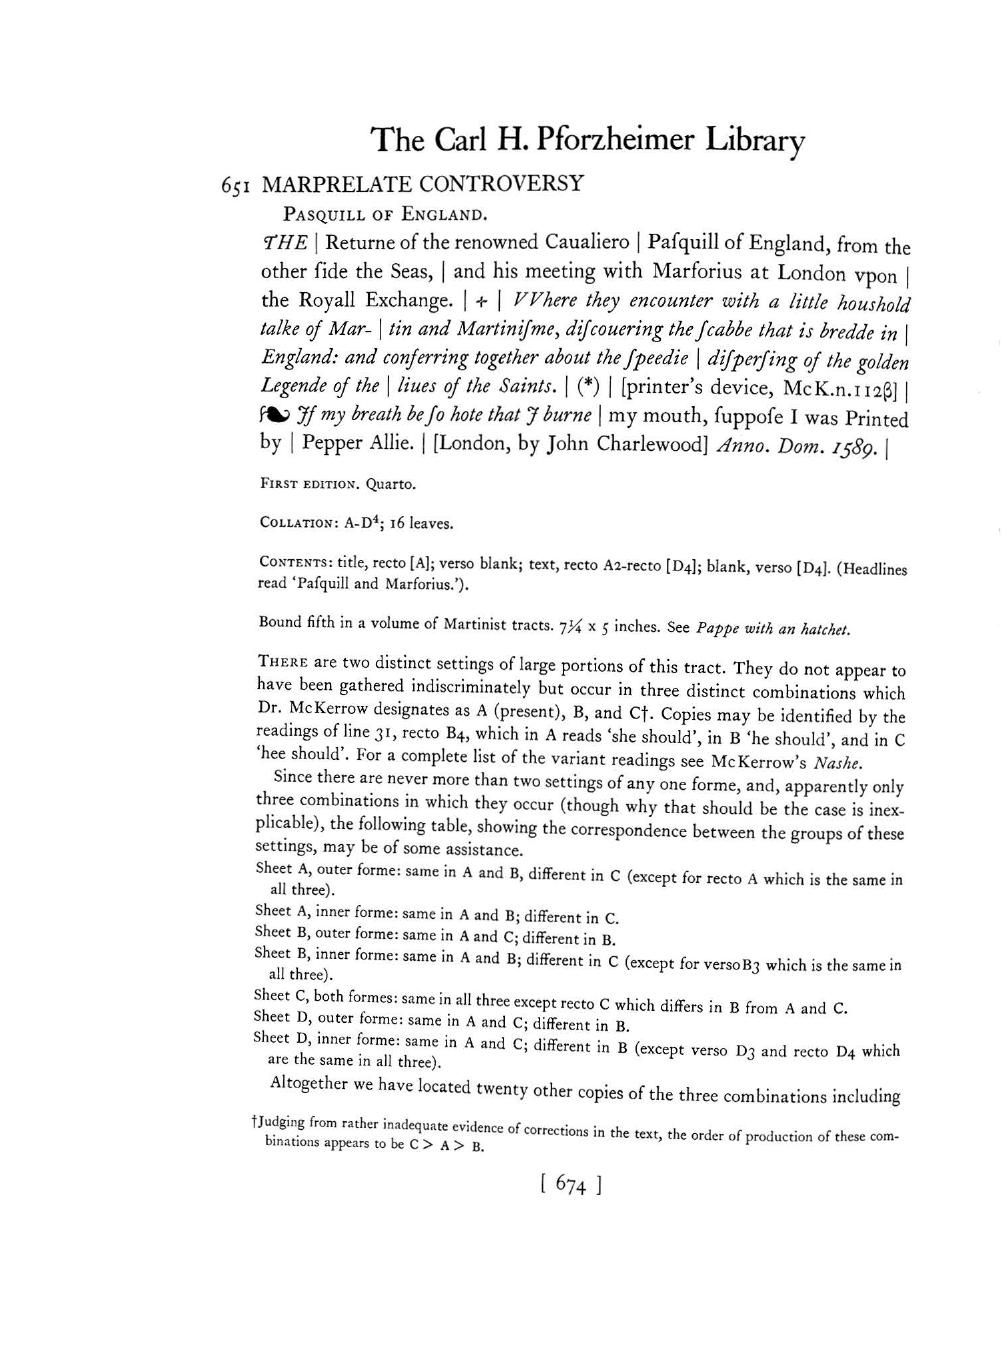 The Carl H. Pforzheimer Library
651 MARPRELATE CONTROVERSY
PASQUILL OF ENGLAND.
THE | Returne of the renowned Caualiero | Paſquill of England, from the
other ſide the Seas, | and his meeting with Marforius at London vpon |
the Royall Exchange. | ⁜ | VVhere they encounter with a little houshold
talke of Mar- | tin and Martiniſme, diſcouering the ſcabbe that is bredde in |
England: and conferring together about the ſpeedie | diſperſing of the golden
Legende of the | liues of the Saints. | (*) | [printer's device, McK.n.112β] |
☙ If my breath be ſo hote that I burne | my mouth, ſuppoſe I was Printed
by | Pepper Allie. | [London, by John Charlewood] Anno. Dom. 1589. |
FIRST EDITION. Quarto.
COLLATION: A-D⁴; 16 leaves.
CONTENTS: title, recto [A]; verso blank; text, recto A2-recto [D4]; blank, verso [D4]. (Headlines
read 'Paſquill and Marforius.').
Bound fifth in a volume of Martinist tracts. 7¼ x 5 inches. See Pappe with an hatchet.
THERE are two distinct settings of large portions of this tract. They do not appear to
have been gathered indiscriminately but occur in three distinct combinations which
Dr. McKerrow designates as A (present), B, and C†. Copies may be identified by the
readings of line 31, recto B4, which in A reads 'she should', in B 'he should', and in C
'hee should'. For a complete list of the variant readings see McKerrow's Nashe.
Since there are never more than two settings of any one forme, and, apparently only
three combinations in which they occur (though why that should be the case is inex-
plicable), the following table, showing the correspondence between the groups of these
settings, may be of some assistance.
Sheet A, outer forme: same in A and B, different in C (except for recto A which is the same in
all three).
Sheet A, inner forme: same in A and B; different in C.
Sheet B, outer forme: same in A and C; different in B.
Sheet B, inner forme: same in A and B; different in C (except for verso B3 which is the same in
all three).
Sheet C, both formes: same in all three except recto C which differs in B from A and C.
Sheet D, outer forme: same in A and C; different in B.
Sheet D, inner forme: same in A and C; different in B (except verso D3 and recto D4 which
are the same in all three).
Altogether we have located twenty other copies of the three combinations including
†Judging from rather inadequate evidence of corrections in the text, the order of production of these com-
binations appears to be C > A > B.
[ 674 ]